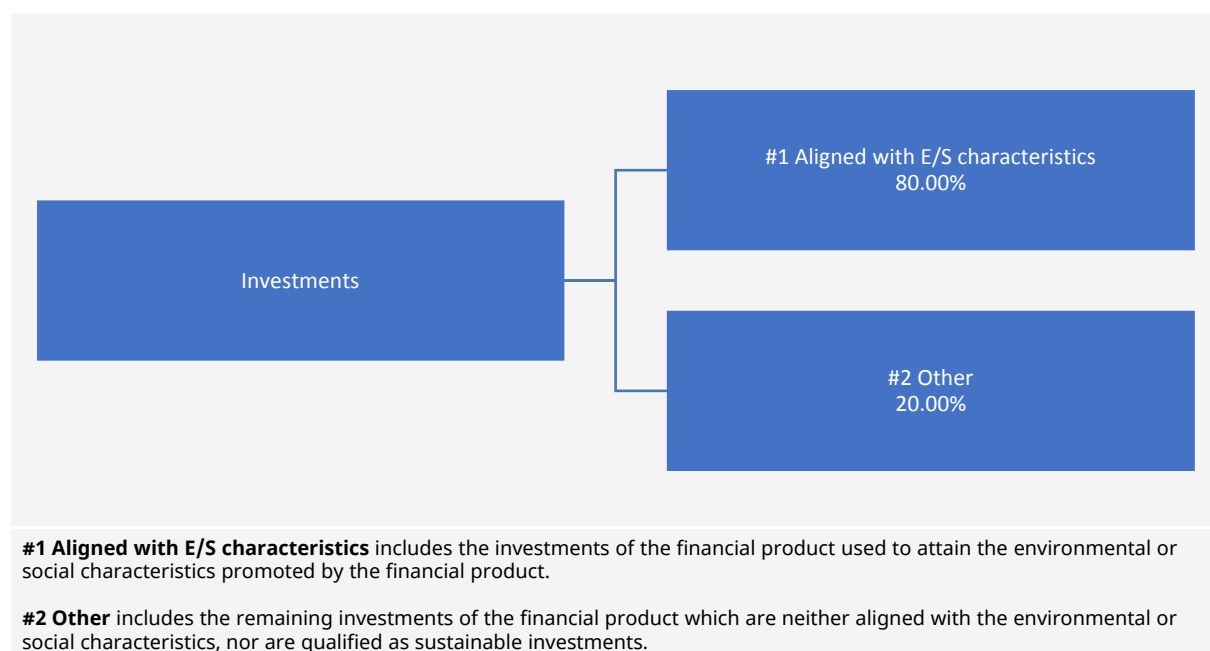 #1 Aligned with E/S characteristics
80.00%
Investments
#2 Other
20.00%
#1 Aligned with E/S characteristics includes the investments of the financial product used to attain the environmental or
social characteristics promoted by the financial product.
#2 Other includes the remaining investments of the financial product which are neither aligned with the environmental or
social characteristics, nor are qualified as sustainable investments.